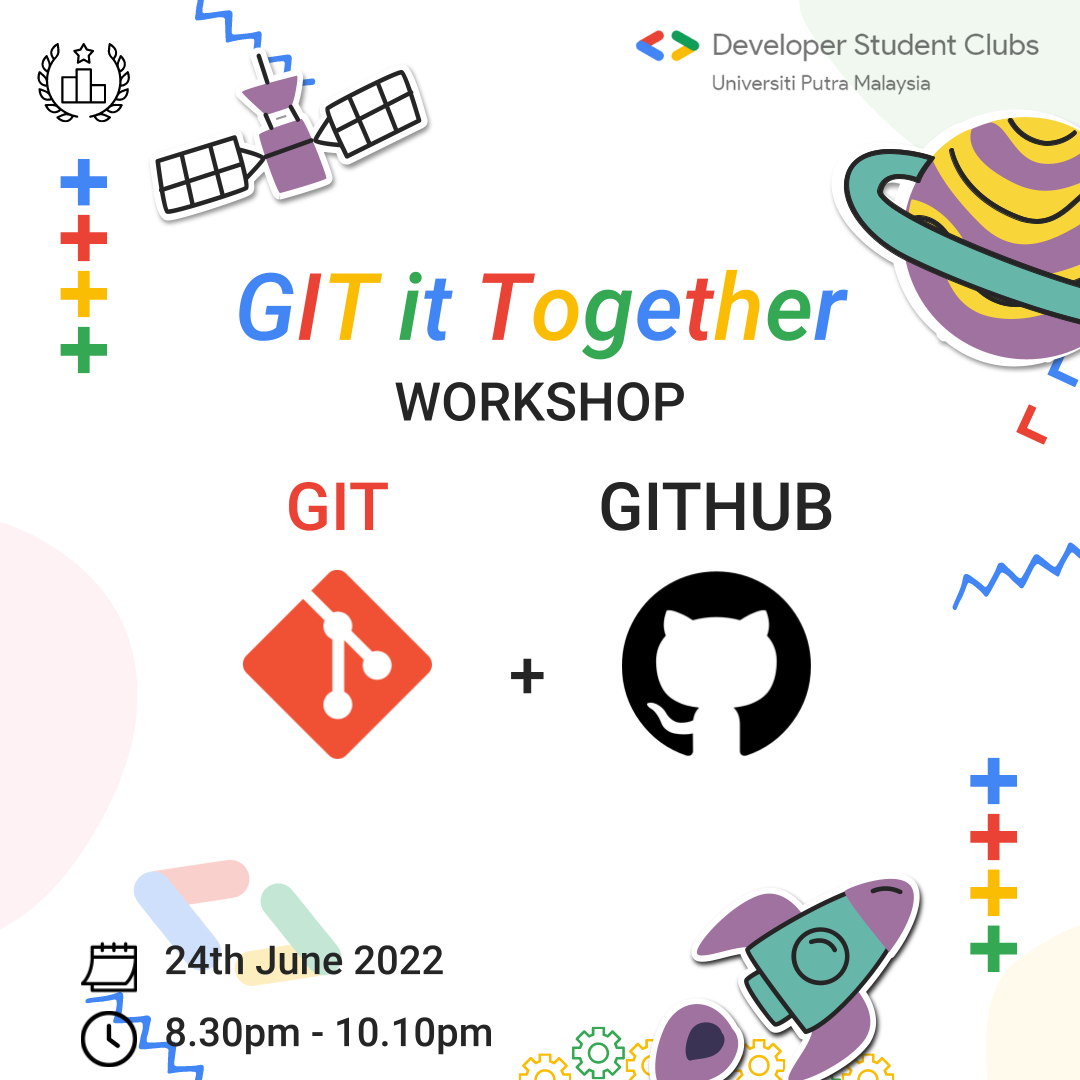 Developer Student Clubs
Universiti Putra Malaysia
GIT it Together
WORKSHOP
GIT
GITHUB
+
24th June 2022
8.30pm - 10.10pm